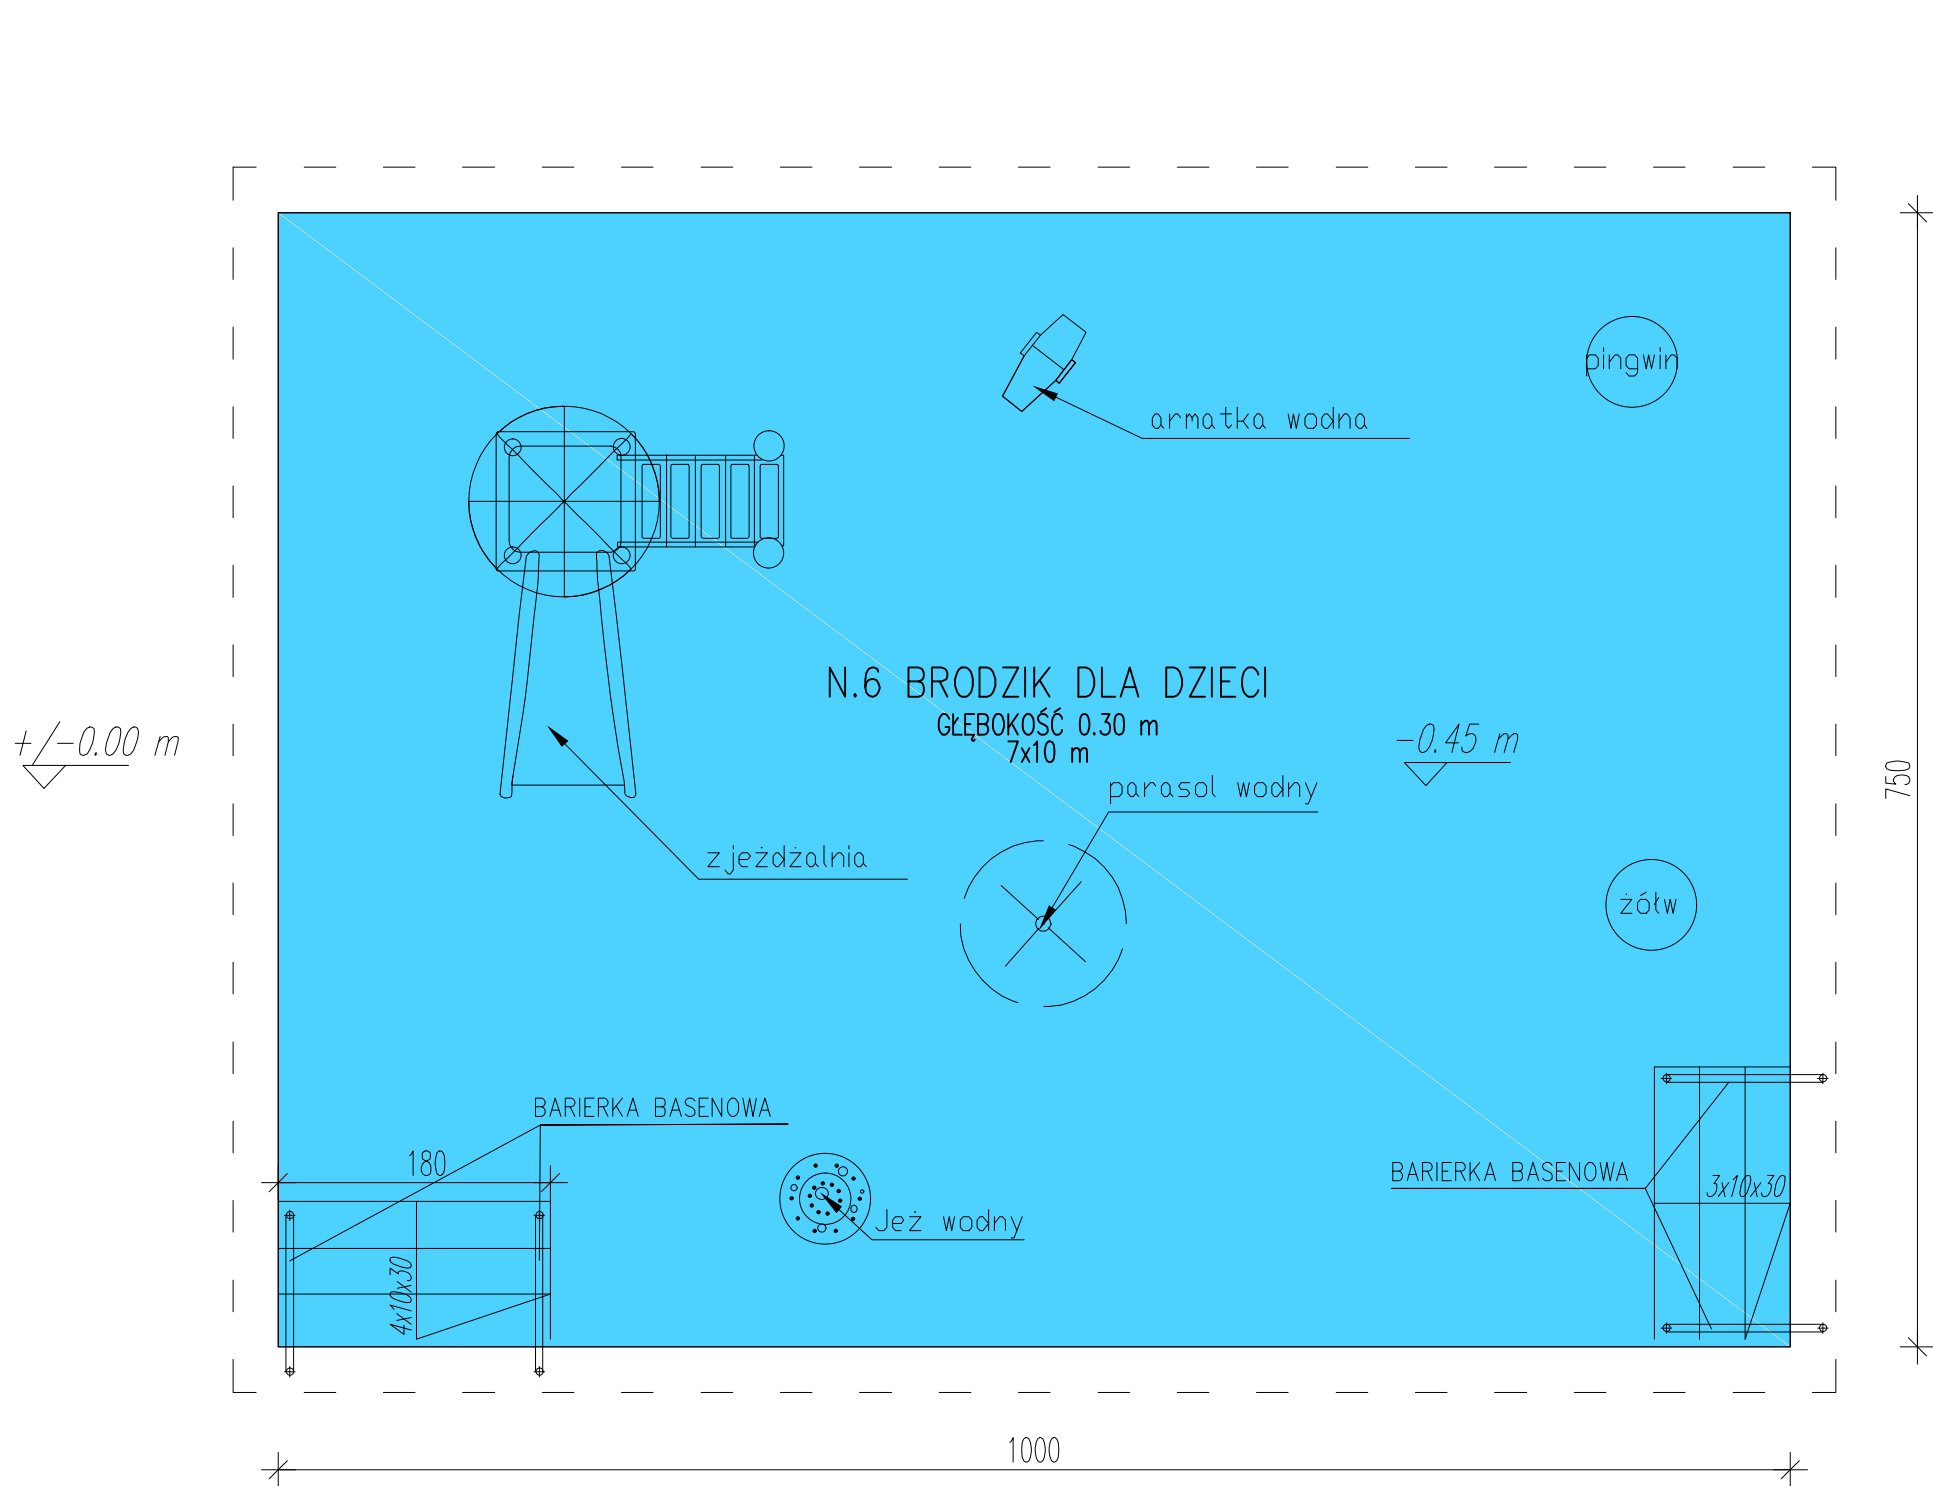 pingwin
armatka wodna
N.6 BRODZIK DLA DZIECI
GŁĘBOKOŚĆ 0.30 m
7x10 m
+/-0.00 m
-0.45 m
750
parasol wodny
zjeżdżalnia
żółw
BARIERKA BASENOWA
180
4x10x30
Jeż wodny
BARIERKA BASENOWA
3x10x30
1000